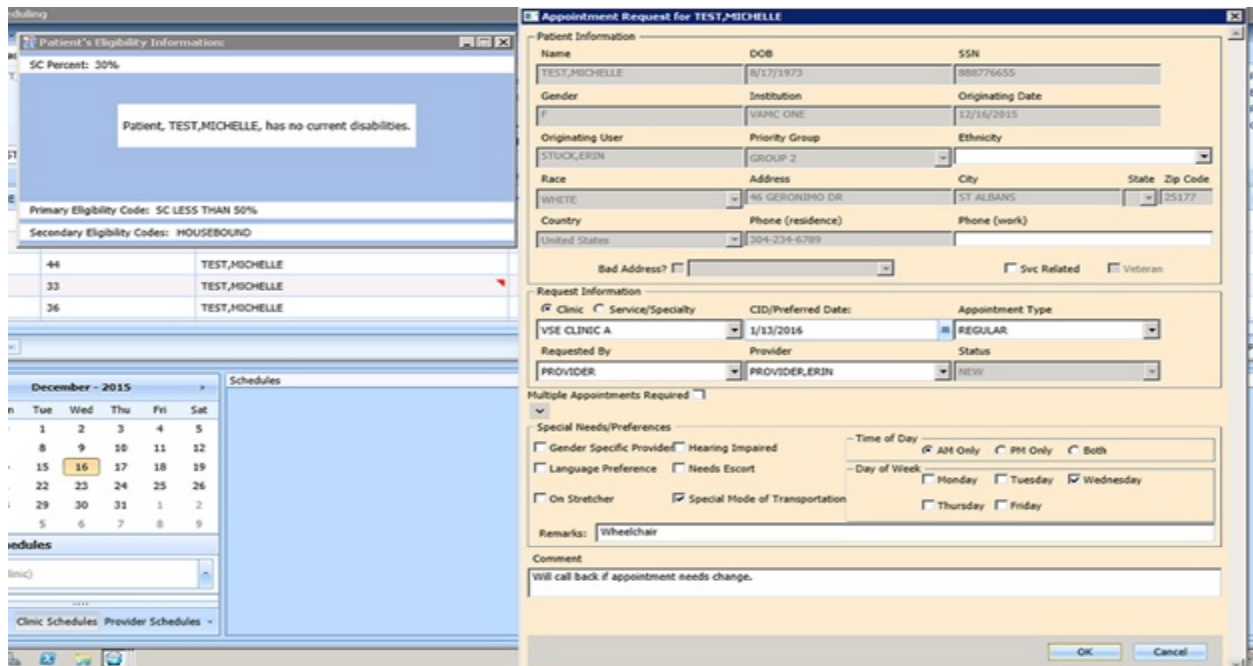 eduling
Patient's Eligibility Information:
SC Percent: 30%
Patient, TEST,MICHELLE, has no current disabilities.
Primary Eligibility Code: SC LESS THAN 50%
Secondary Eligibility Codes: HOUSEBOUND
44 TEST,MICHELLE
33 TEST,MICHELLE
36 TEST,MICHELLE
December - 2015
Tue Wed Thu Fri Sat
1 2 3 4 5
8 9 10 11 12
15 16 17 18 19
22 23 24 25 26
29 30 31 1 2
5 6 7 8 9
edules
linic)
Clinic Schedules Provider Schedules
Schedules
Appointment Request for TEST,MICHELLE
Patient Information
Name DOB SSN
TEST,MICHELLE 8/17/1973 888776655
Gender Institution Originating Date
F VAMC ONE 12/16/2015
Originating User Priority Group Ethnicity
STUCK,ERIN GROUP 2
Race Address City State Zip Code
WHITE 46 GERONIMO DR ST ALBANS 25177
Country Phone (residence) Phone (work)
United States 304-234-6789
Bad Address? Svc Related Veteran
Request Information
Clinic Service/Specialty CID/Preferred Date: Appointment Type
VSE CLINIC A 1/13/2016 REGULAR
Requested By Provider Status
PROVIDER PROVIDER,ERIN NEW
Multiple Appointments Required
Special Needs/Preferences
Gender Specific Provider Hearing Impaired
Language Preference Needs Escort
On Stretcher Special Mode of Transportation
Time of Day
AM Only PM Only Both
Day of Week
Monday Tuesday Wednesday
Thursday Friday
Remarks: Wheelchair
Comment
Will call back if appointment needs change.
OK Cancel